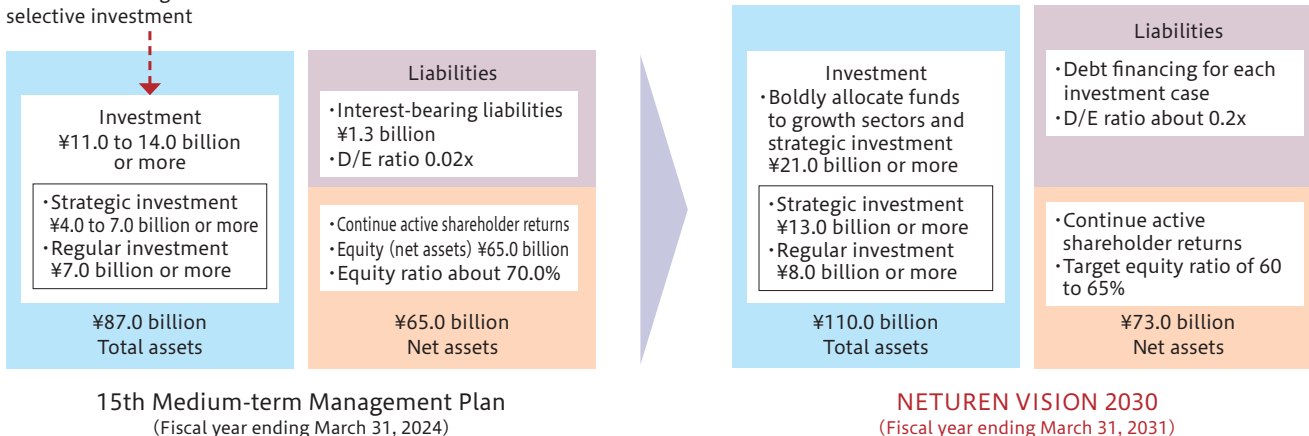 selective investment
Investment
¥11.0 to 14.0 billion
or more
・Strategic investment
¥4.0 to 7.0 billion or more
・Regular investment
¥7.0 billion or more
¥87.0 billion
Total assets
Liabilities
・Interest-bearing liabilities
¥1.3 billion
・D/E ratio 0.02x
・Continue active shareholder returns
・Equity (net assets) ¥65.0 billion
・Equity ratio about 70.0%
¥65.0 billion
Net assets
15th Medium-term Management Plan
(Fiscal year ending March 31, 2024)
Investment
・Boldly allocate funds
to growth sectors and
strategic investment
¥21.0 billion or more
・Strategic investment
¥13.0 billion or more
・Regular investment
¥8.0 billion or more
¥110.0 billion
Total assets
Liabilities
・Debt financing for each
investment case
・D/E ratio about 0.2x
・Continue active
shareholder returns
・Target equity ratio of 60
to 65%
¥73.0 billion
Net assets
NETUREN VISION 2030
(Fiscal year ending March 31, 2031)